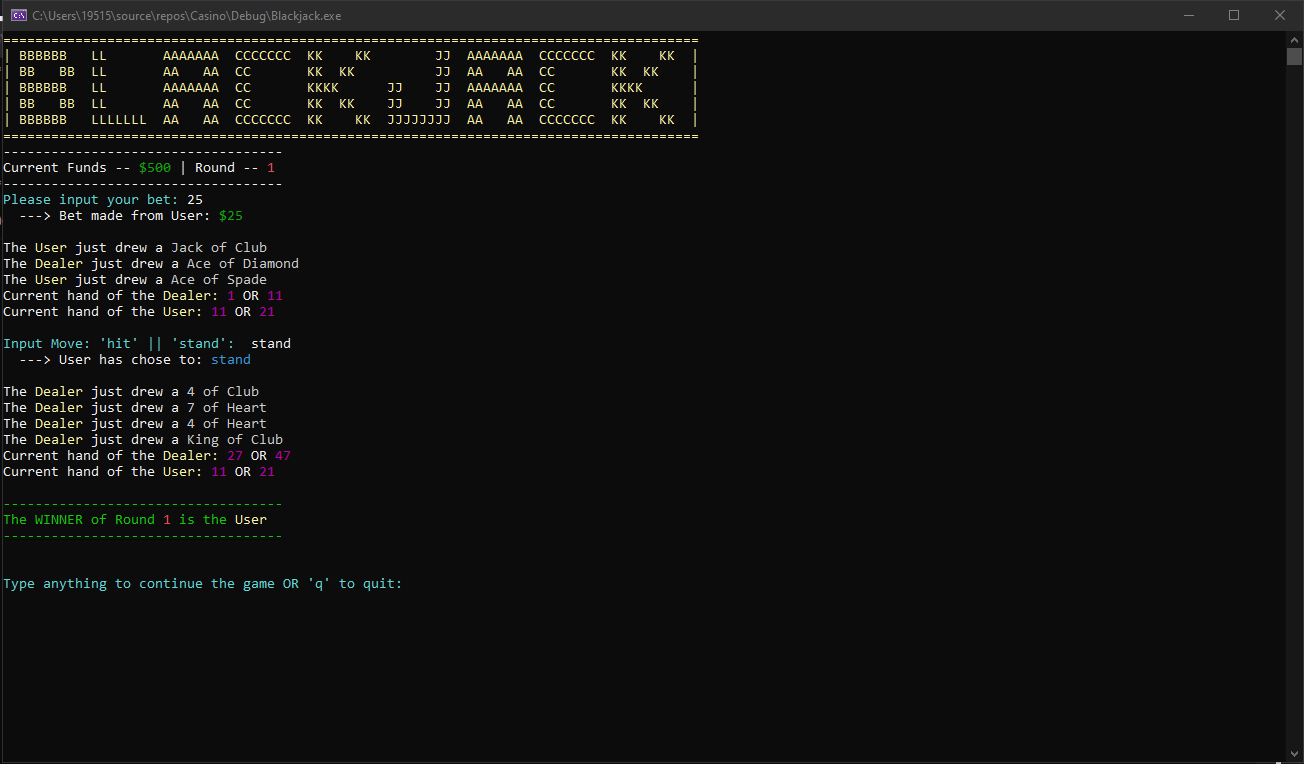 C:\Users\19515\source\repos\Casino\Debug\Blackjack.exe
=======================================================================================
| BBBBBB   LL       AAAAAAA  CCCCCCC  KK    KK        JJ  AAAAAAA  CCCCCCC  KK    KK  |
| BB   BB  LL       AA   AA  CC       KK  KK          JJ  AA   AA  CC       KK  KK    |
| BBBBBB   LL       AAAAAAA  CC       KKKK      JJ    JJ  AAAAAAA  CC       KKKK      |
| BB   BB  LL       AA   AA  CC       KK  KK    JJ    JJ  AA   AA  CC       KK  KK    |
| BBBBBB   LLLLLLL  AA   AA  CCCCCCC  KK    KK  JJJJJJJJ  AA   AA  CCCCCCC  KK    KK  |
=======================================================================================
-----------------------------------
Current Funds -- $500 | Round -- 1
-----------------------------------
Please input your bet: 25
  ---> Bet made from User: $25

The User just drew a Jack of Club
The Dealer just drew a Ace of Diamond
The User just drew a Ace of Spade
Current hand of the Dealer: 1 OR 11
Current hand of the User: 11 OR 21

Input Move: 'hit' || 'stand':  stand
  ---> User has chose to: stand

The Dealer just drew a 4 of Club
The Dealer just drew a 7 of Heart
The Dealer just drew a 4 of Heart
The Dealer just drew a King of Club
Current hand of the Dealer: 27 OR 47
Current hand of the User: 11 OR 21

-----------------------------------
The WINNER of Round 1 is the User
-----------------------------------

Type anything to continue the game OR 'q' to quit: